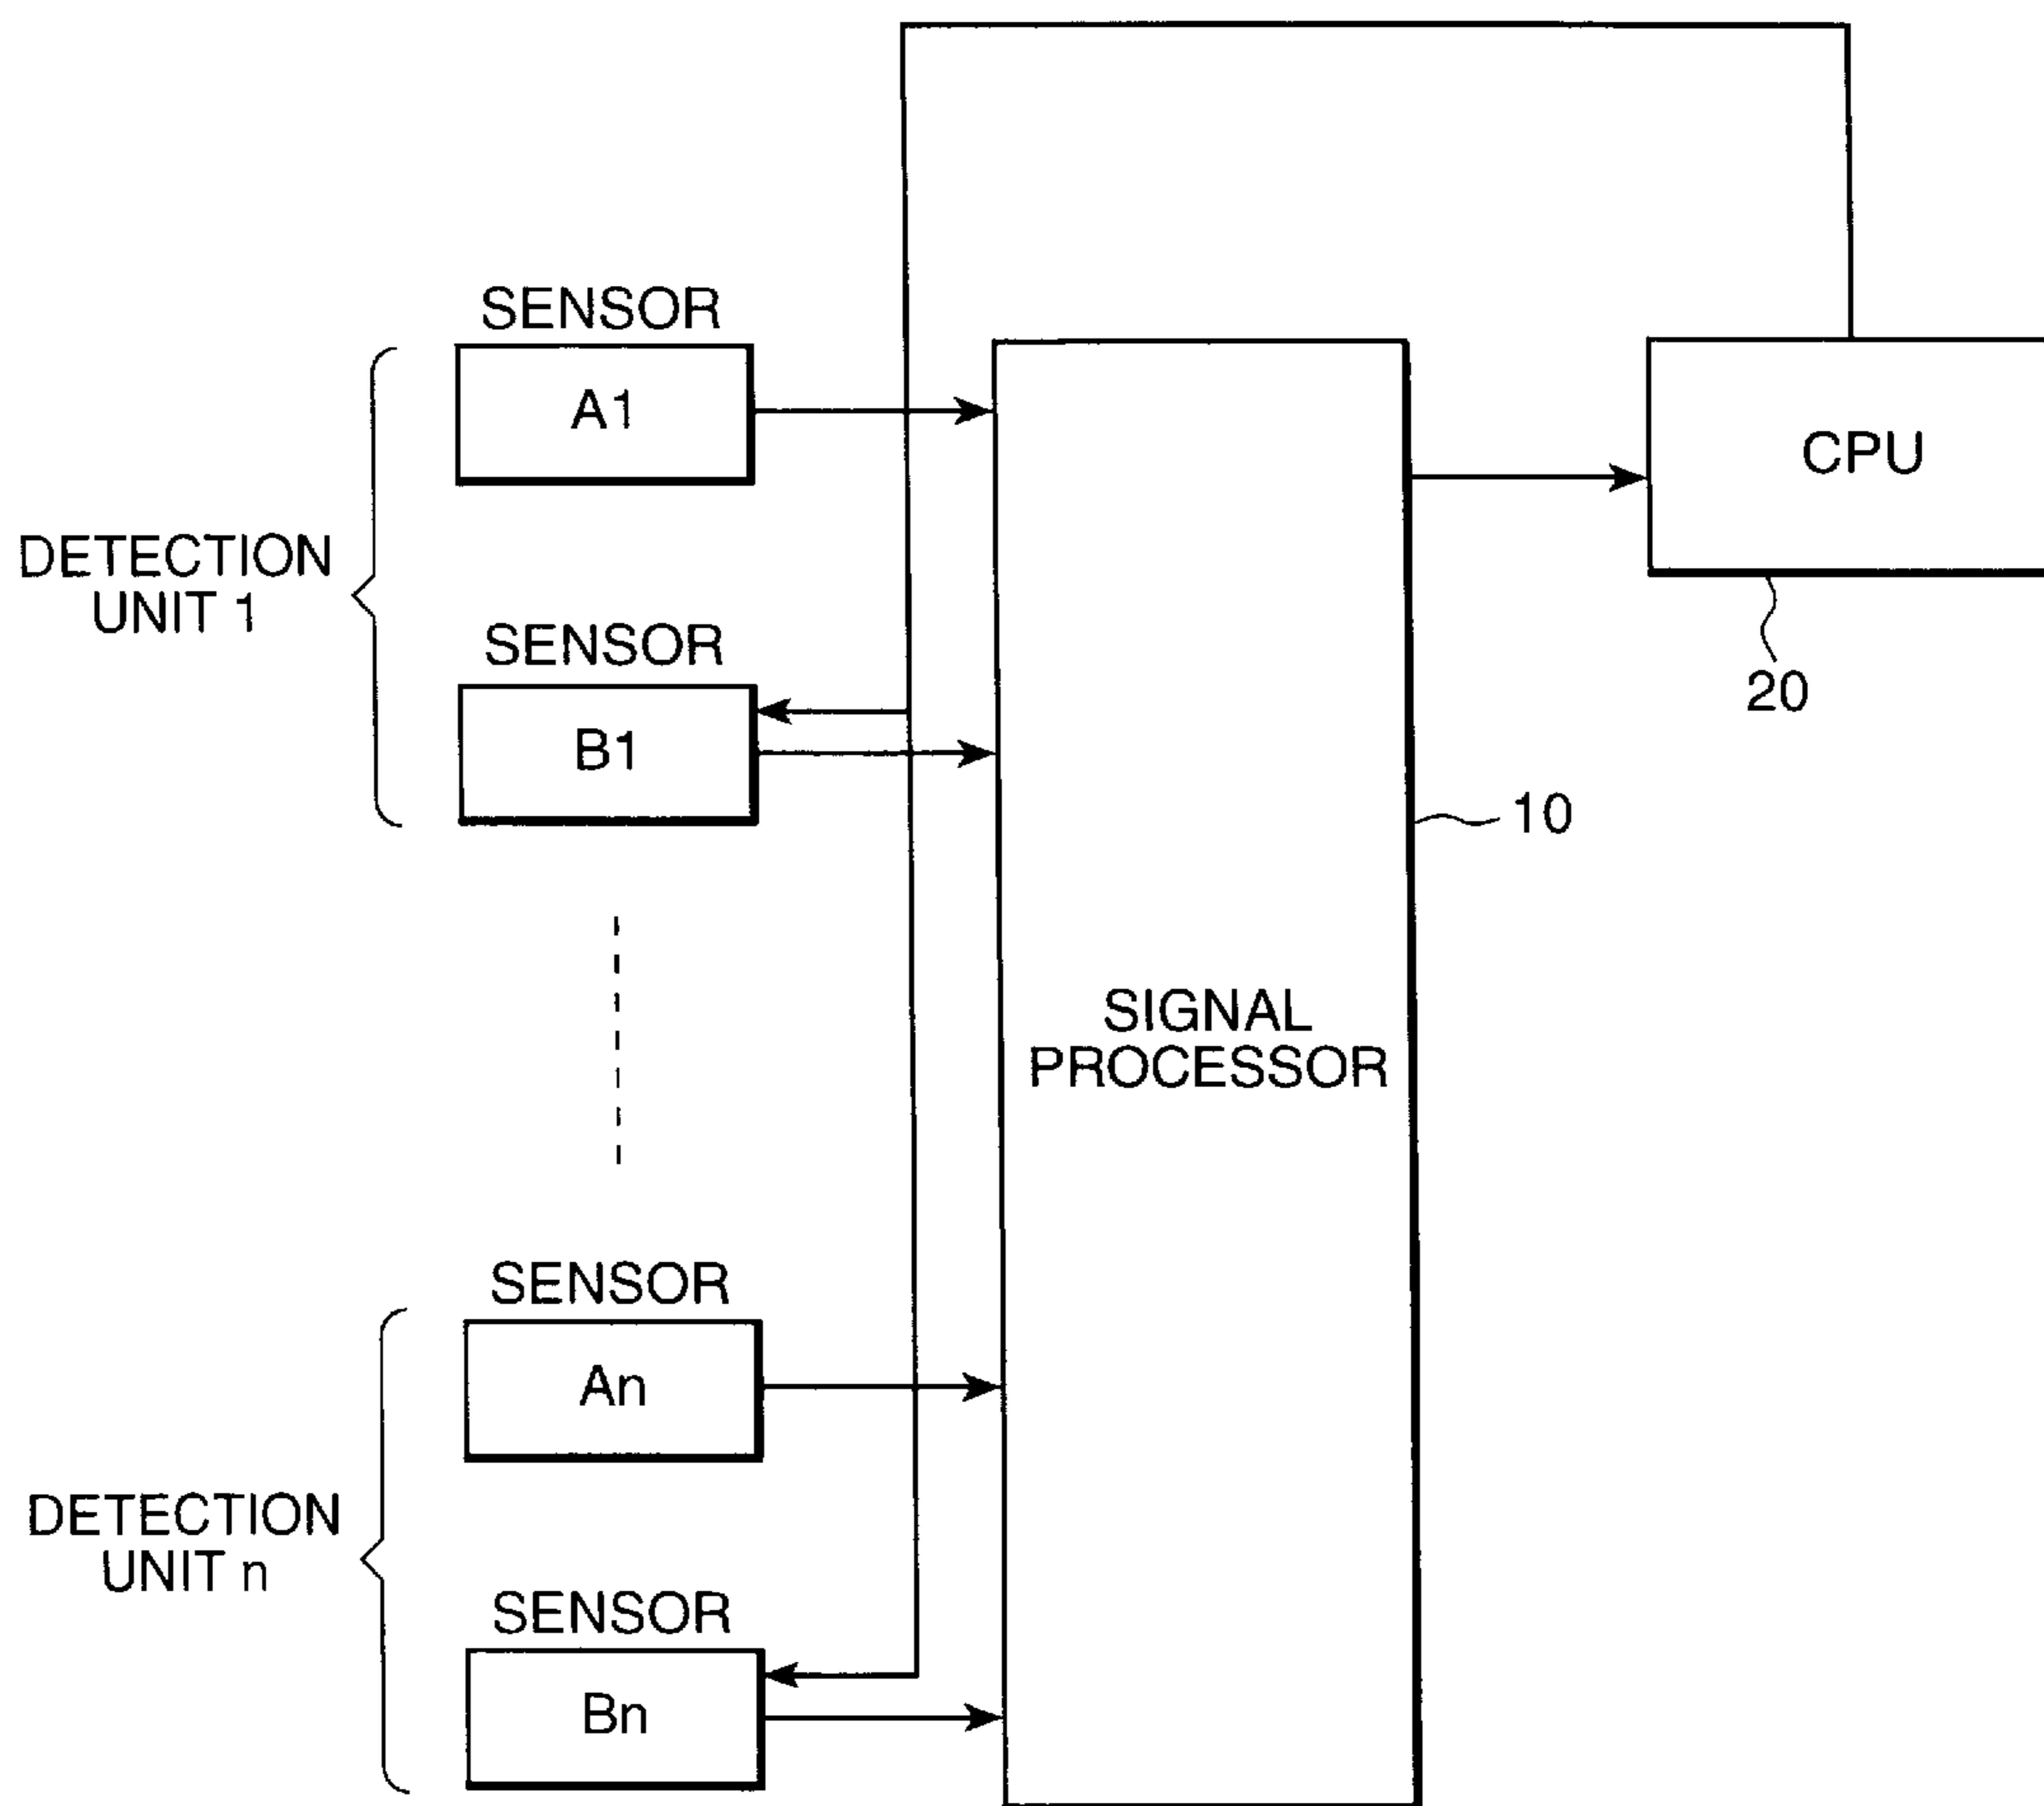 SENSOR
A1
CPU
DETECTION
UNIT 1
SENSOR
20
B1
10
SIGNAL
PROCESSOR
SENSOR
An
DETECTION
UNIT n
SENSOR
Bn